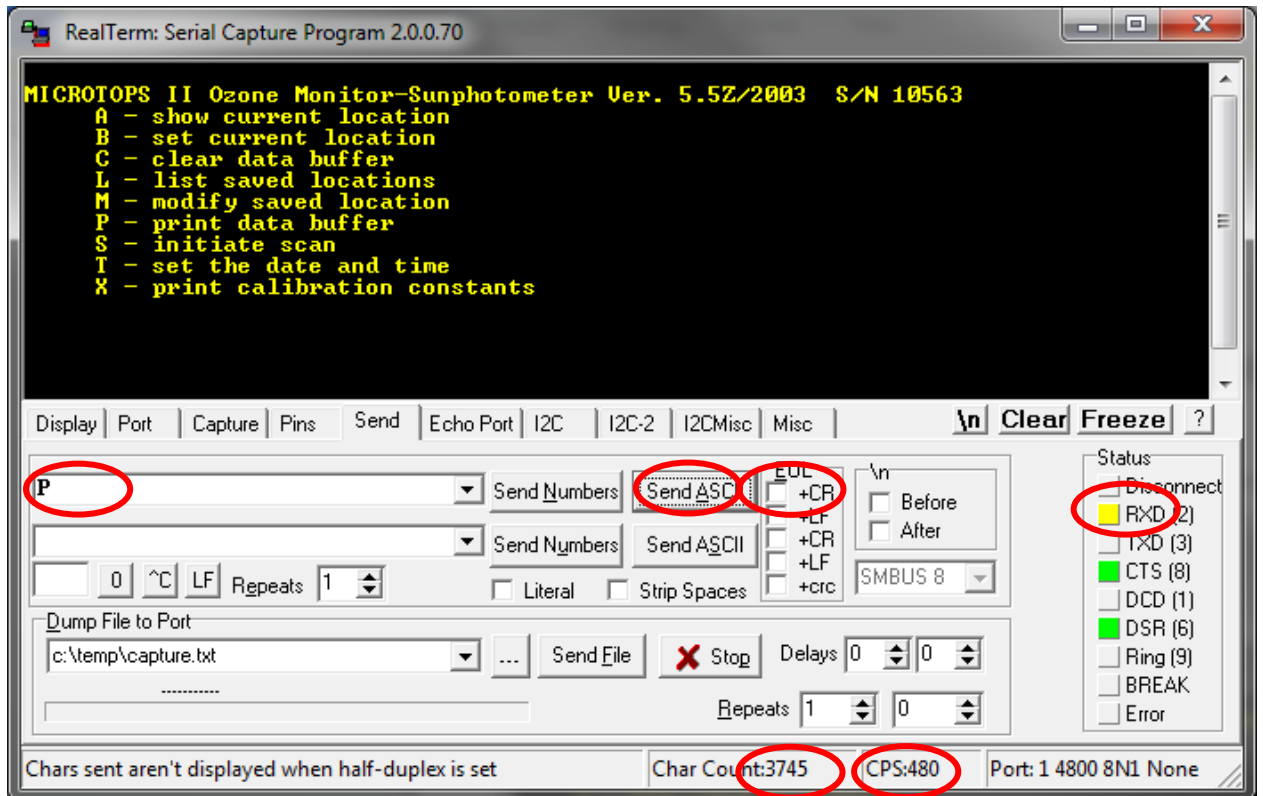 RealTerm: Serial Capture Program 2.0.0.70
MICROTOPS II Ozone Monitor-Sunphotometer Ver. 5.5Z/2003 S/N 10563
A - show current location
B - set current location
C - clear data buffer
L - list saved locations
M - modify saved location
P - print data buffer
S - initiate scan
T - set the date and time
X - print calibration constants
Display Port Capture Pins Send Echo Port I2C I2C-2 I2CMisc Misc \n Clear Freeze ?
P Send Numbers Send ASCII
Send Numbers Send ASCII
0 ^C LF Repeats 1 Literal Strip Spaces
EOL
+CR
+LF
+CR
+LF
+crc
\n
Before
After
SMBUS 8
Dump File to Port
c:\temp\capture.txt ... Send File Stop Delays 0 0
-----------
Repeats 1 0
Status
Disconnect
RXD (2)
TXD (3)
CTS (8)
DCD (1)
DSR (6)
Ring (9)
BREAK
Error
Chars sent aren't displayed when half-duplex is set Char Count:3745 CPS:480 Port: 1 4800 8N1 None